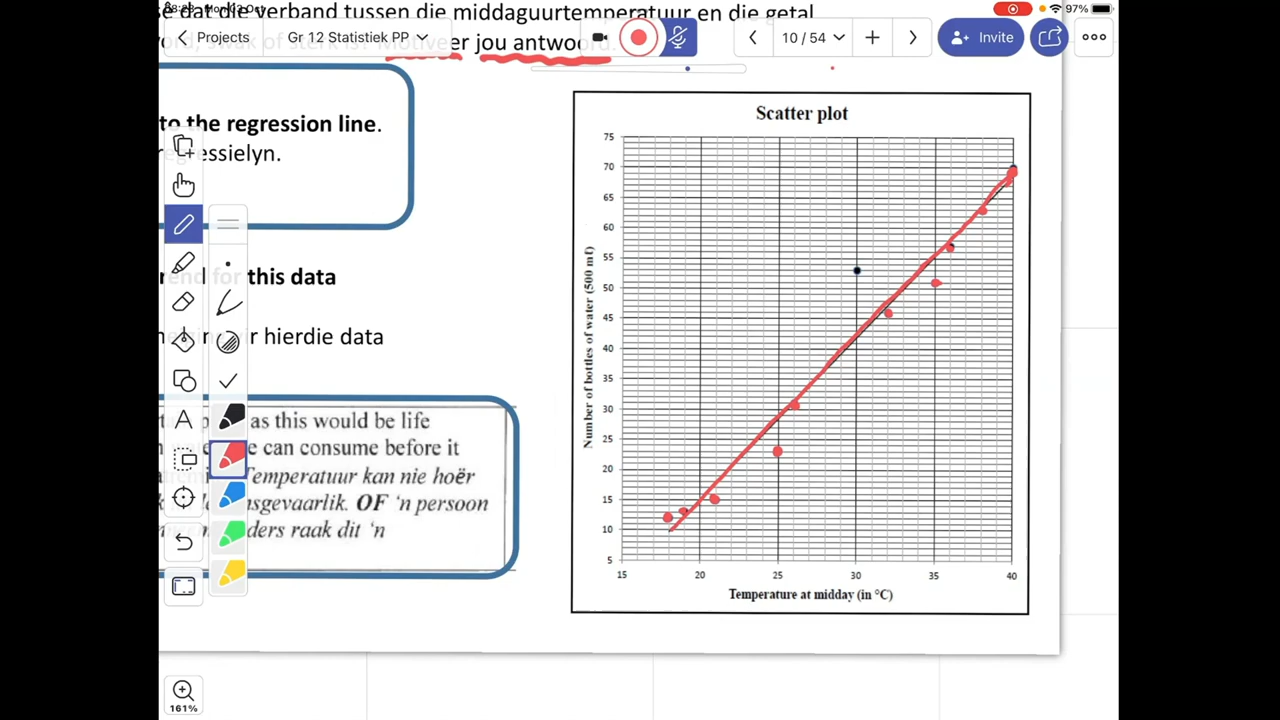 se dat die verband tussen die middaguurtemperatuur en die getal
Projects
Gr 12 Statistiek PP
jou antwoord.
10 / 54
Invite
97%
to the regression line.
Scatter plot
75
70
65
60
55
50
45
40
35
30
25
20
15
10
5
15 20 25 30 35 40
Number of bottles of water (500 mℓ)
Temperature at midday (in °C)
for this data
hierdie data
as this would be life
can consume before it
Temperatuur kan nie hoër
OF 'n persoon
raak dit 'n
A
161%